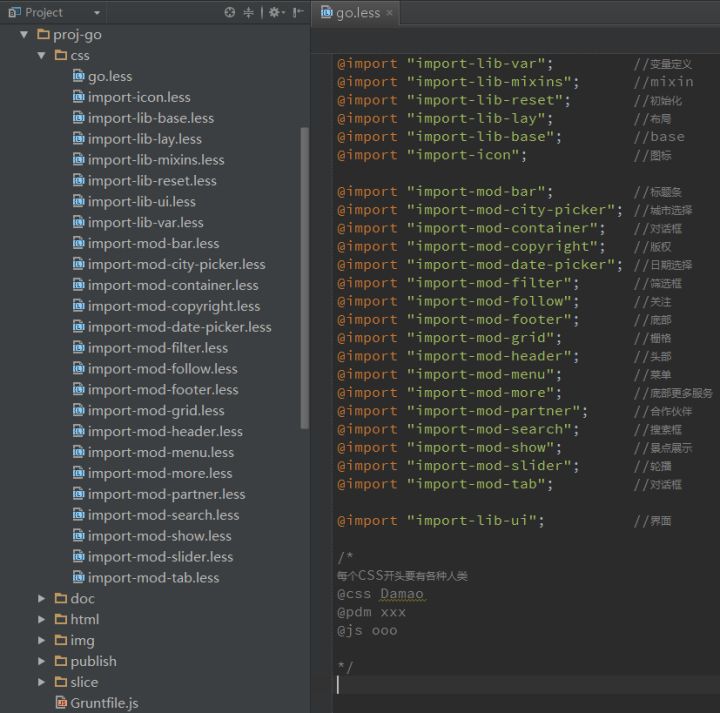 Project
proj-go
css
go.less
import-icon.less
import-lib-base.less
import-lib-lay.less
import-lib-mixins.less
import-lib-reset.less
import-lib-ui.less
import-lib-var.less
import-mod-bar.less
import-mod-city-picker.less
import-mod-container.less
import-mod-copyright.less
import-mod-date-picker.less
import-mod-filter.less
import-mod-follow.less
import-mod-footer.less
import-mod-grid.less
import-mod-header.less
import-mod-menu.less
import-mod-more.less
import-mod-partner.less
import-mod-search.less
import-mod-show.less
import-mod-slider.less
import-mod-tab.less
doc
html
img
publish
slice
Gruntfile.js
go.less
@import "import-lib-var"; //变量定义
@import "import-lib-mixins"; //mixin
@import "import-lib-reset"; //初始化
@import "import-lib-lay"; //布局
@import "import-lib-base"; //base
@import "import-icon"; //图标
@import "import-mod-bar"; //标题条
@import "import-mod-city-picker"; //城市选择
@import "import-mod-container"; //对话框
@import "import-mod-copyright"; //版权
@import "import-mod-date-picker"; //日期选择
@import "import-mod-filter"; //筛选框
@import "import-mod-follow"; //关注
@import "import-mod-footer"; //底部
@import "import-mod-grid"; //栅格
@import "import-mod-header"; //头部
@import "import-mod-menu"; //菜单
@import "import-mod-more"; //底部更多服务
@import "import-mod-partner"; //合作伙伴
@import "import-mod-search"; //搜索框
@import "import-mod-show"; //景点展示
@import "import-mod-slider"; //轮播
@import "import-mod-tab"; //对话框
@import "import-lib-ui"; //界面
/*
每个CSS开头要有各种人类
@css Damao
@pdm xxx
@js ooo
*/